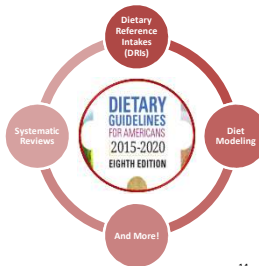 Dietary
Reference
Intakes
(DRIs)
Systematic
Reviews
DIETARY
GUIDELINES
FOR AMERICANS
2015-2020
EIGHTH EDITION
Diet
Modeling
And More!